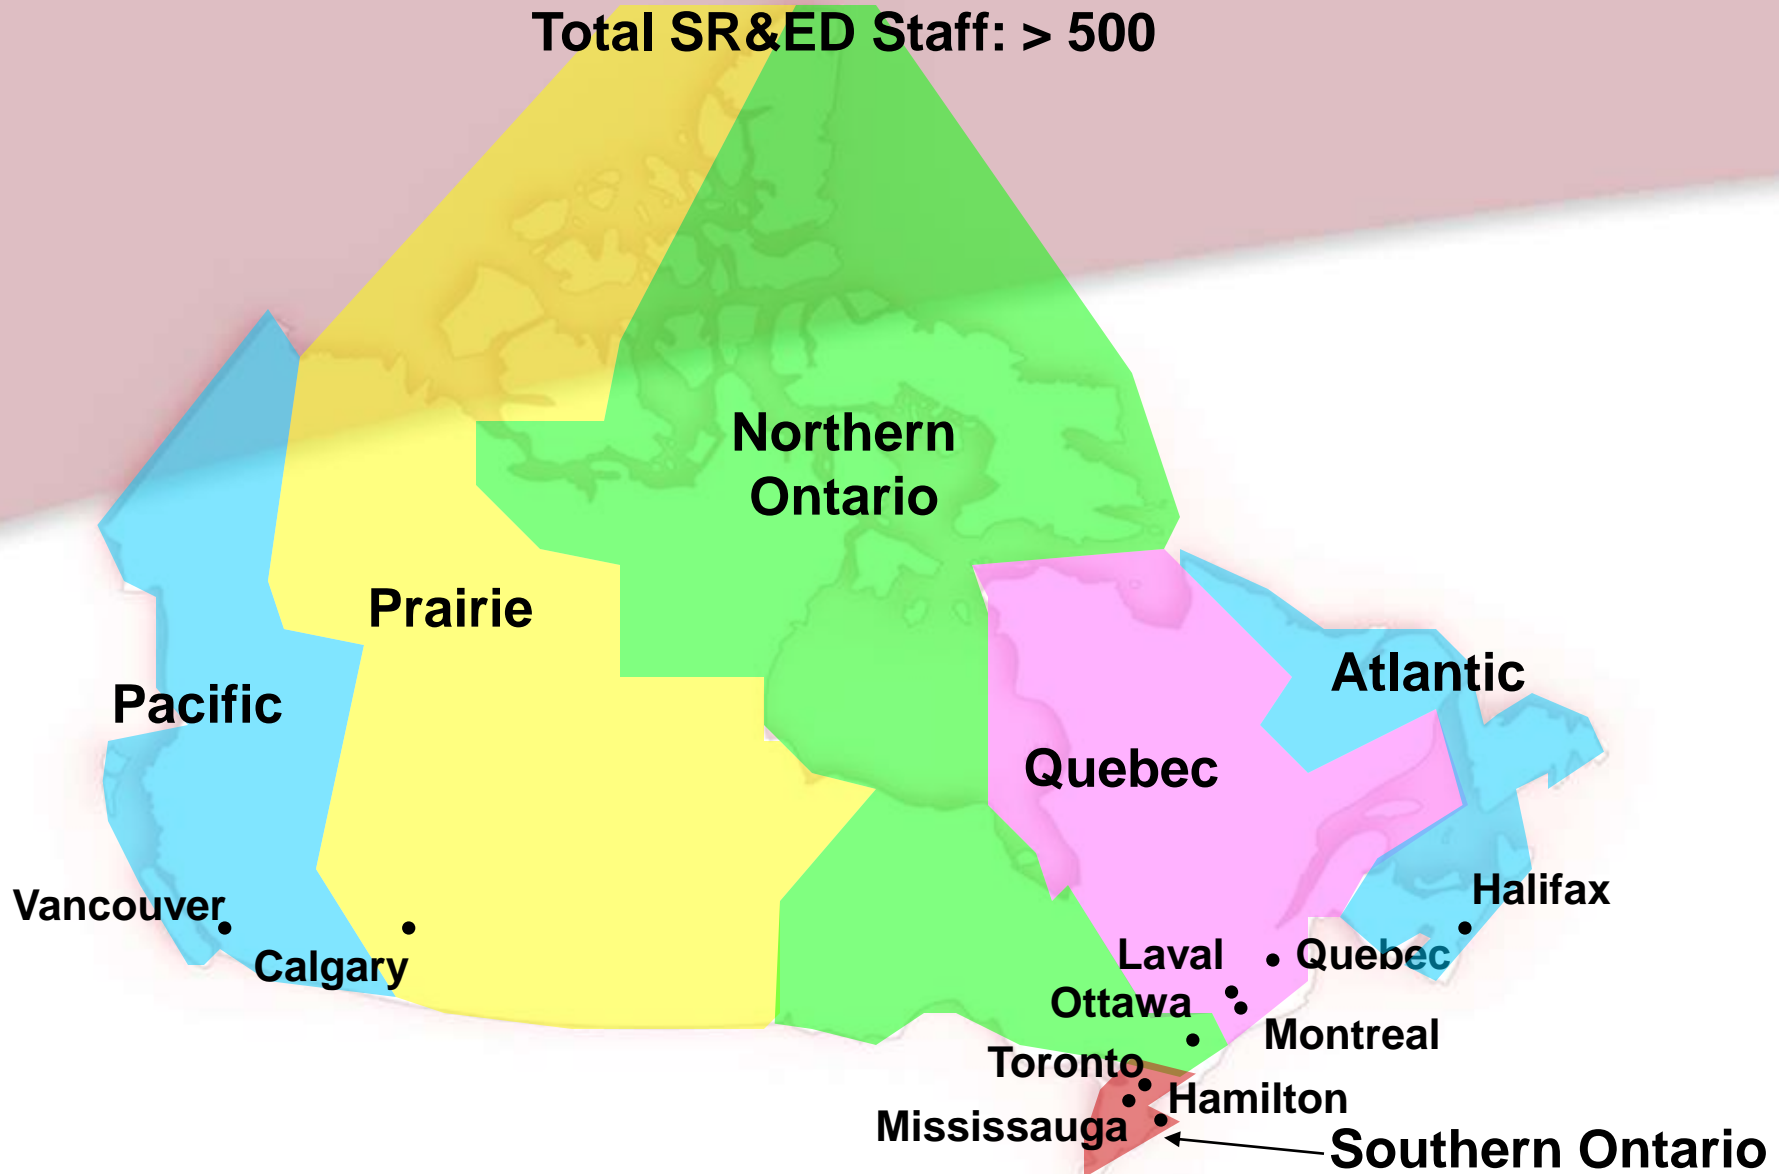 Total SR&ED Staff: > 500
Northern
Ontario
Prairie
Atlantic
Pacific
Quebec
Vancouver
Halifax
Calgary
Laval
Quebec
Ottawa
Montreal
Toronto
Hamilton
Mississauga
Southern Ontario